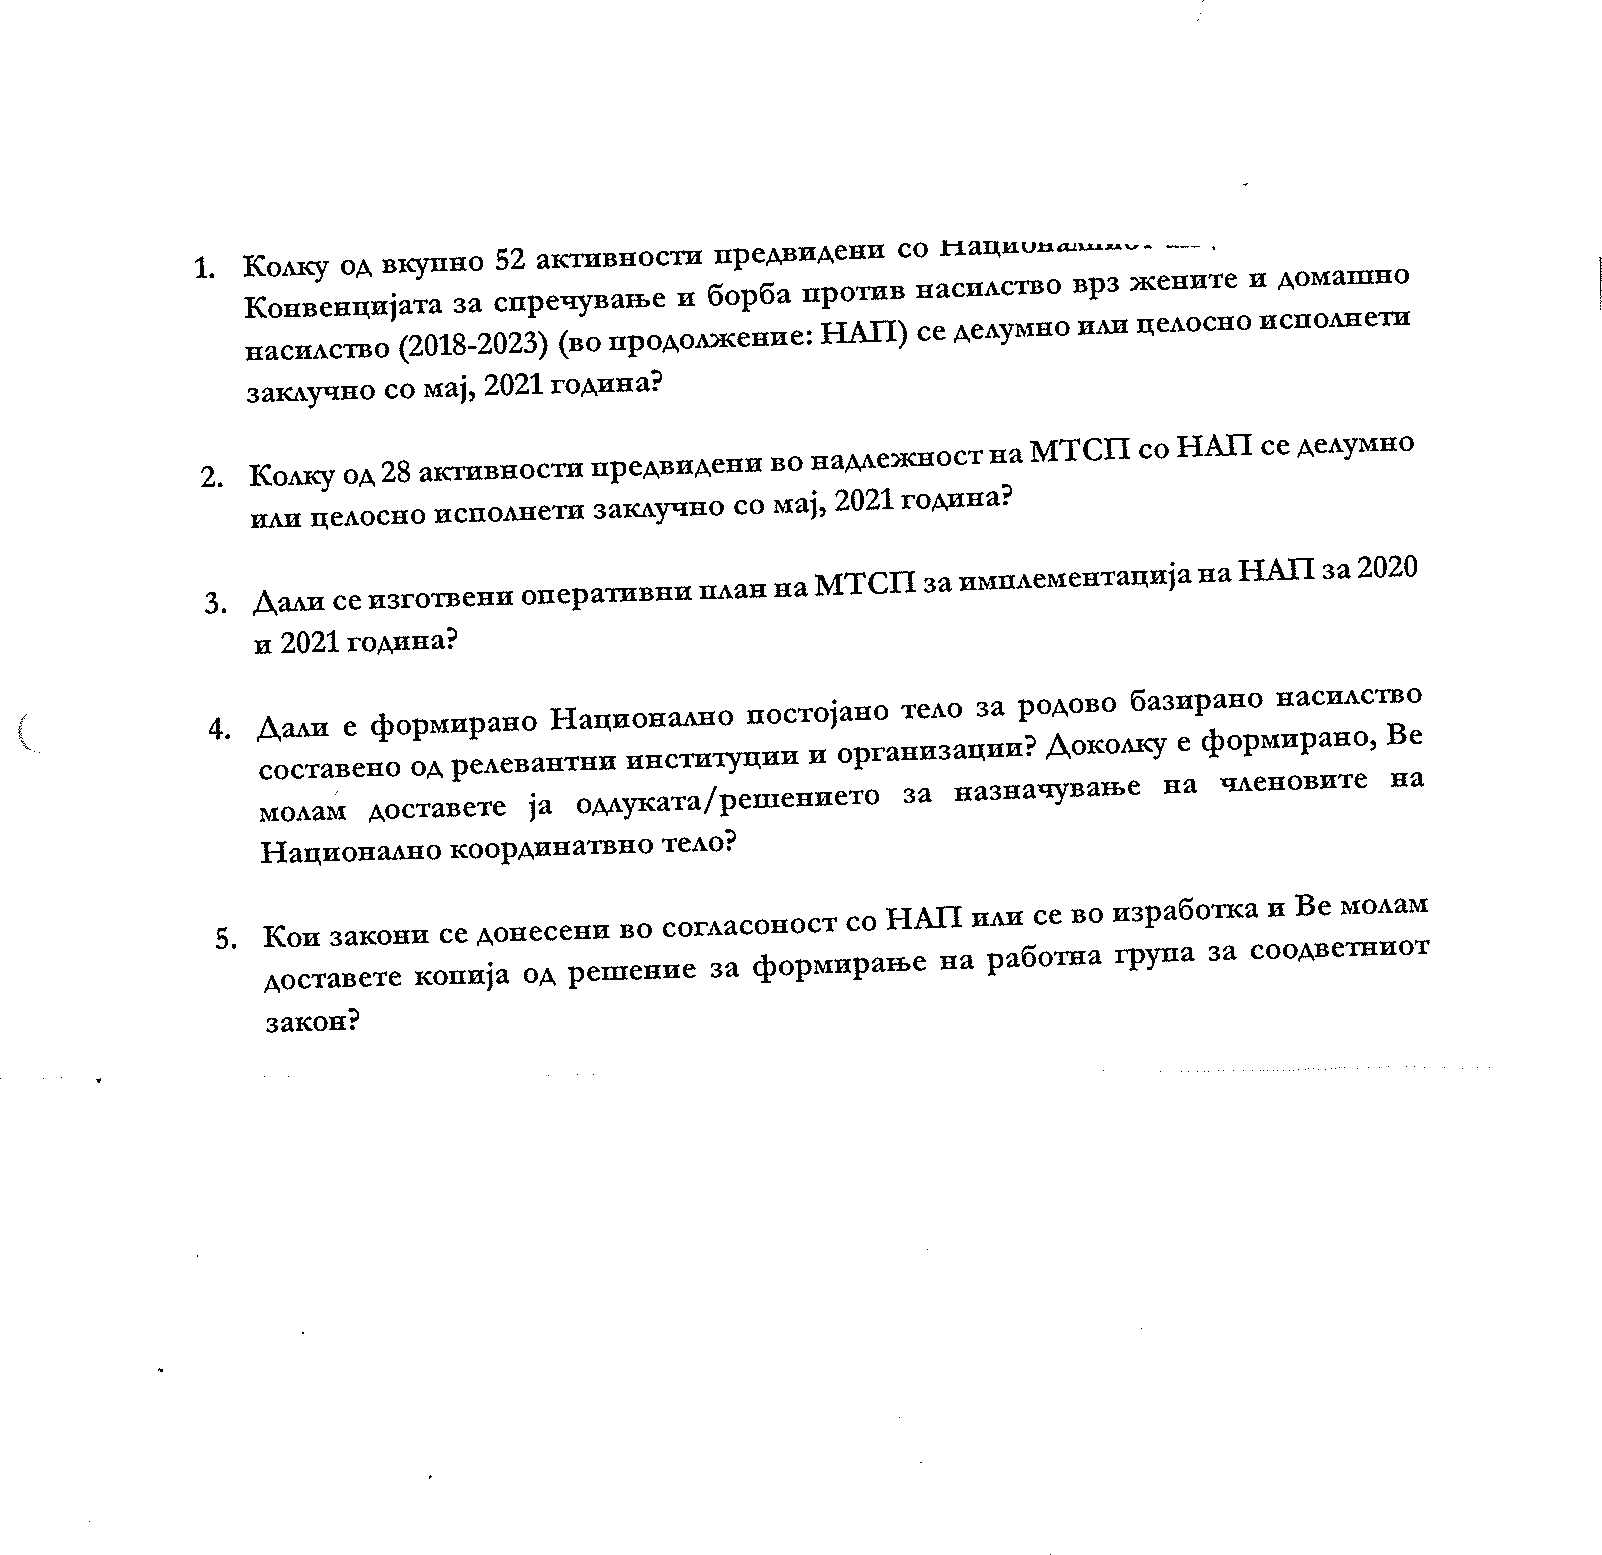 1. Колку од вкупно 52 активности предвидени со
Конвенцијата за спречување и борба против насилство врз жените и домашно
насилство (2018-2023) (во продолжение: НАП) се делумно или целосно исполнети
заклучно со мај, 2021 година?
2. Колку од 28 активности предвидени во надлежност на МТСП со НАП се делумно
или целосно исполнети заклучно со мај, 2021 година?
3. Дали се изготвени оперативни план на МТСП за имплементација на НАП за 2020
и 2021 година?
4. Дали е формирано Национално постојано тело за родово базирано насилство
составено од релевантни институции и организации? Доколку е формирано, Ве
молам доставете ја одлуката/решението за назначување на членовите на
Национално координатвно тело?
5. Кои закони се донесени во согласоност со НАП или се во изработка и Ве молам
доставете копија од решение за формирање на работна група за соодветниот
закон?